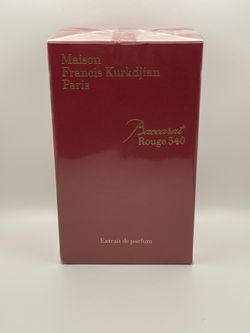 Maison
Francis Kurkdjian
Paris
Baccarat
Rouge 540
Extrait de parfum